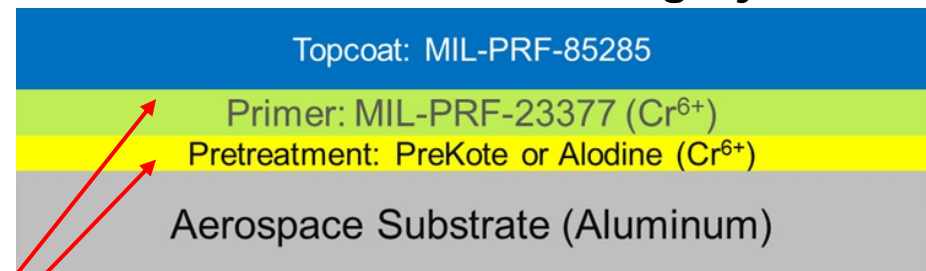 Topcoat: MIL-PRF-85285
Primer: MIL-PRF-23377 (Cr⁶⁺)
Pretreatment: PreKote or Alodine (Cr⁶⁺)
Aerospace Substrate (Aluminum)